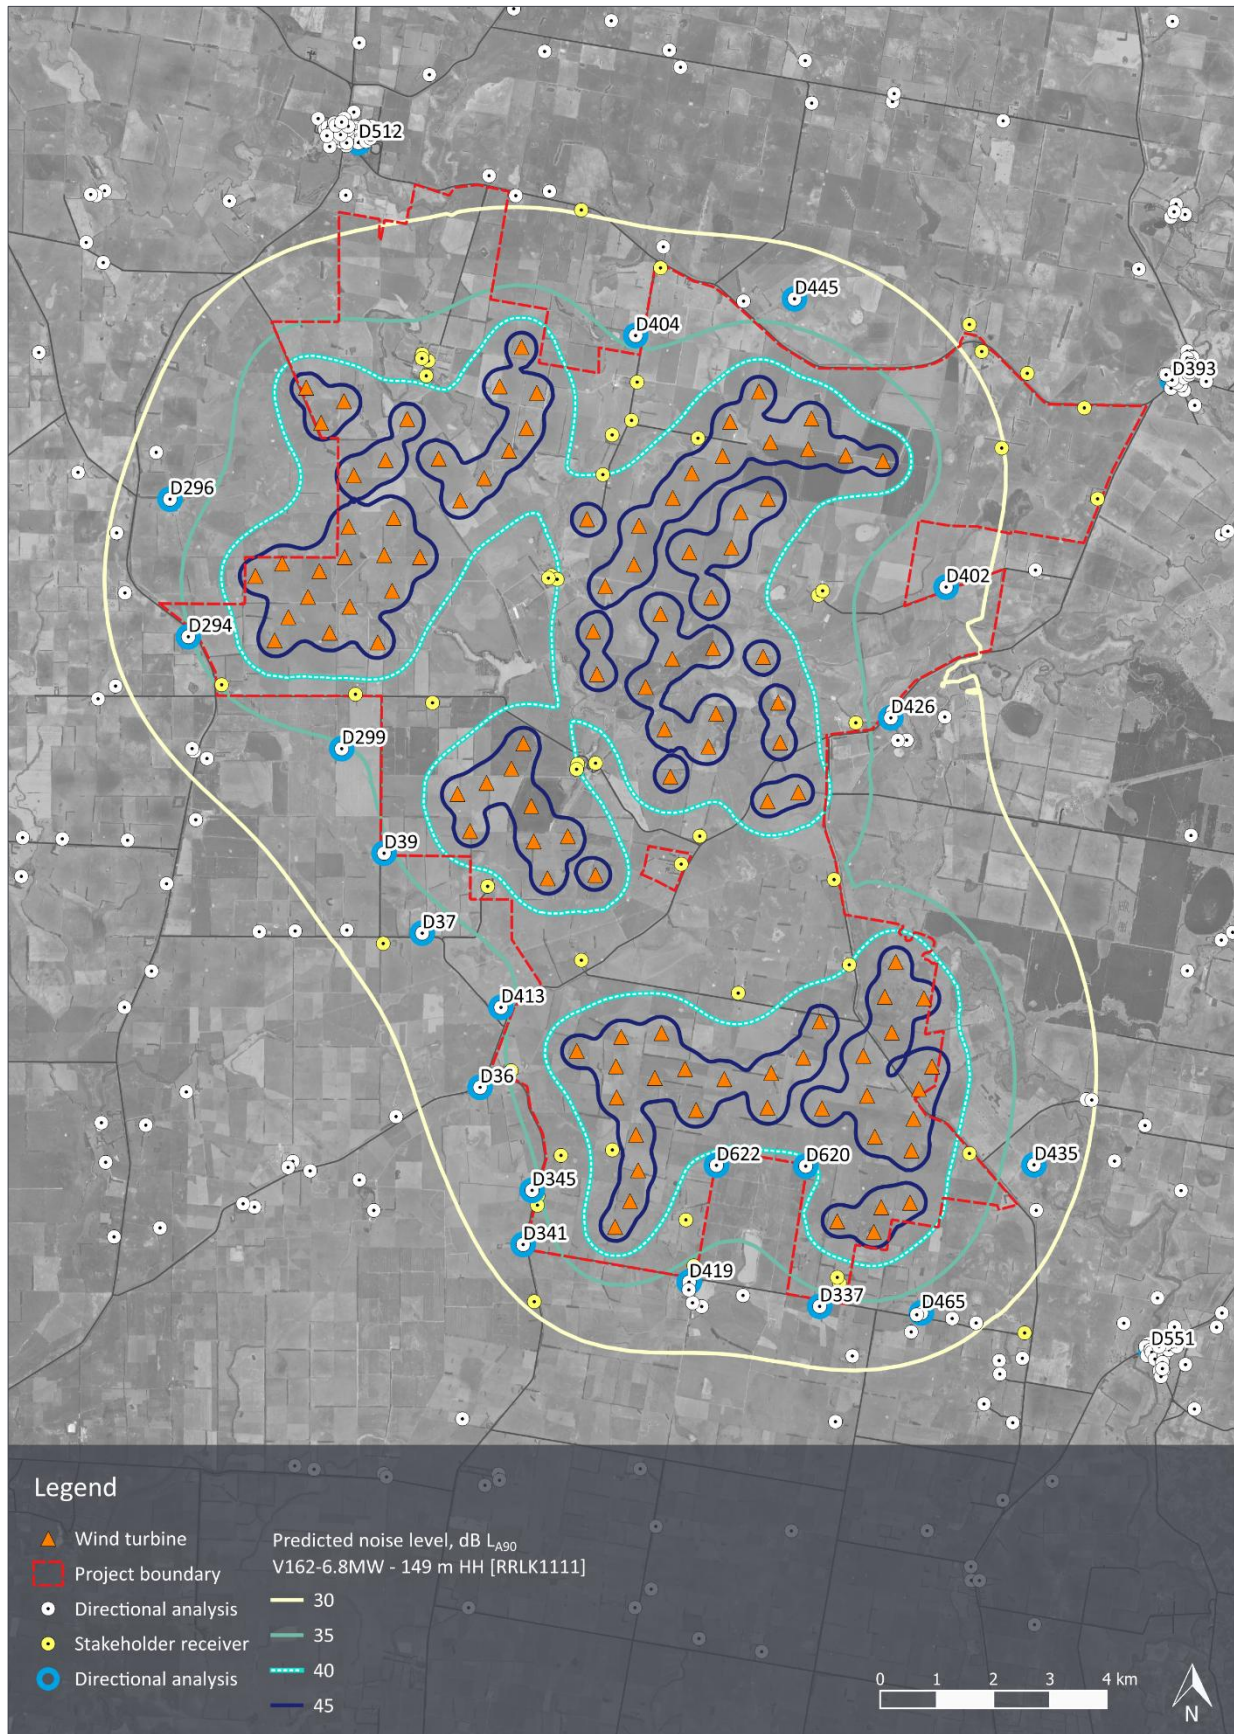 D512
D445
D404
D393
D296
D402
D294
D426
D299
D39
D37
D413
D36
D622
D620
D435
D345
D341
D419
D337
D465
D551
Legend
Wind turbine
Project boundary
Directional analysis
Stakeholder receiver
Directional analysis
Predicted noise level, dB LA90
V162-6.8MW - 149 m HH [RRLK1111]
30
35
40
45
0 1 2 3 4 km
N